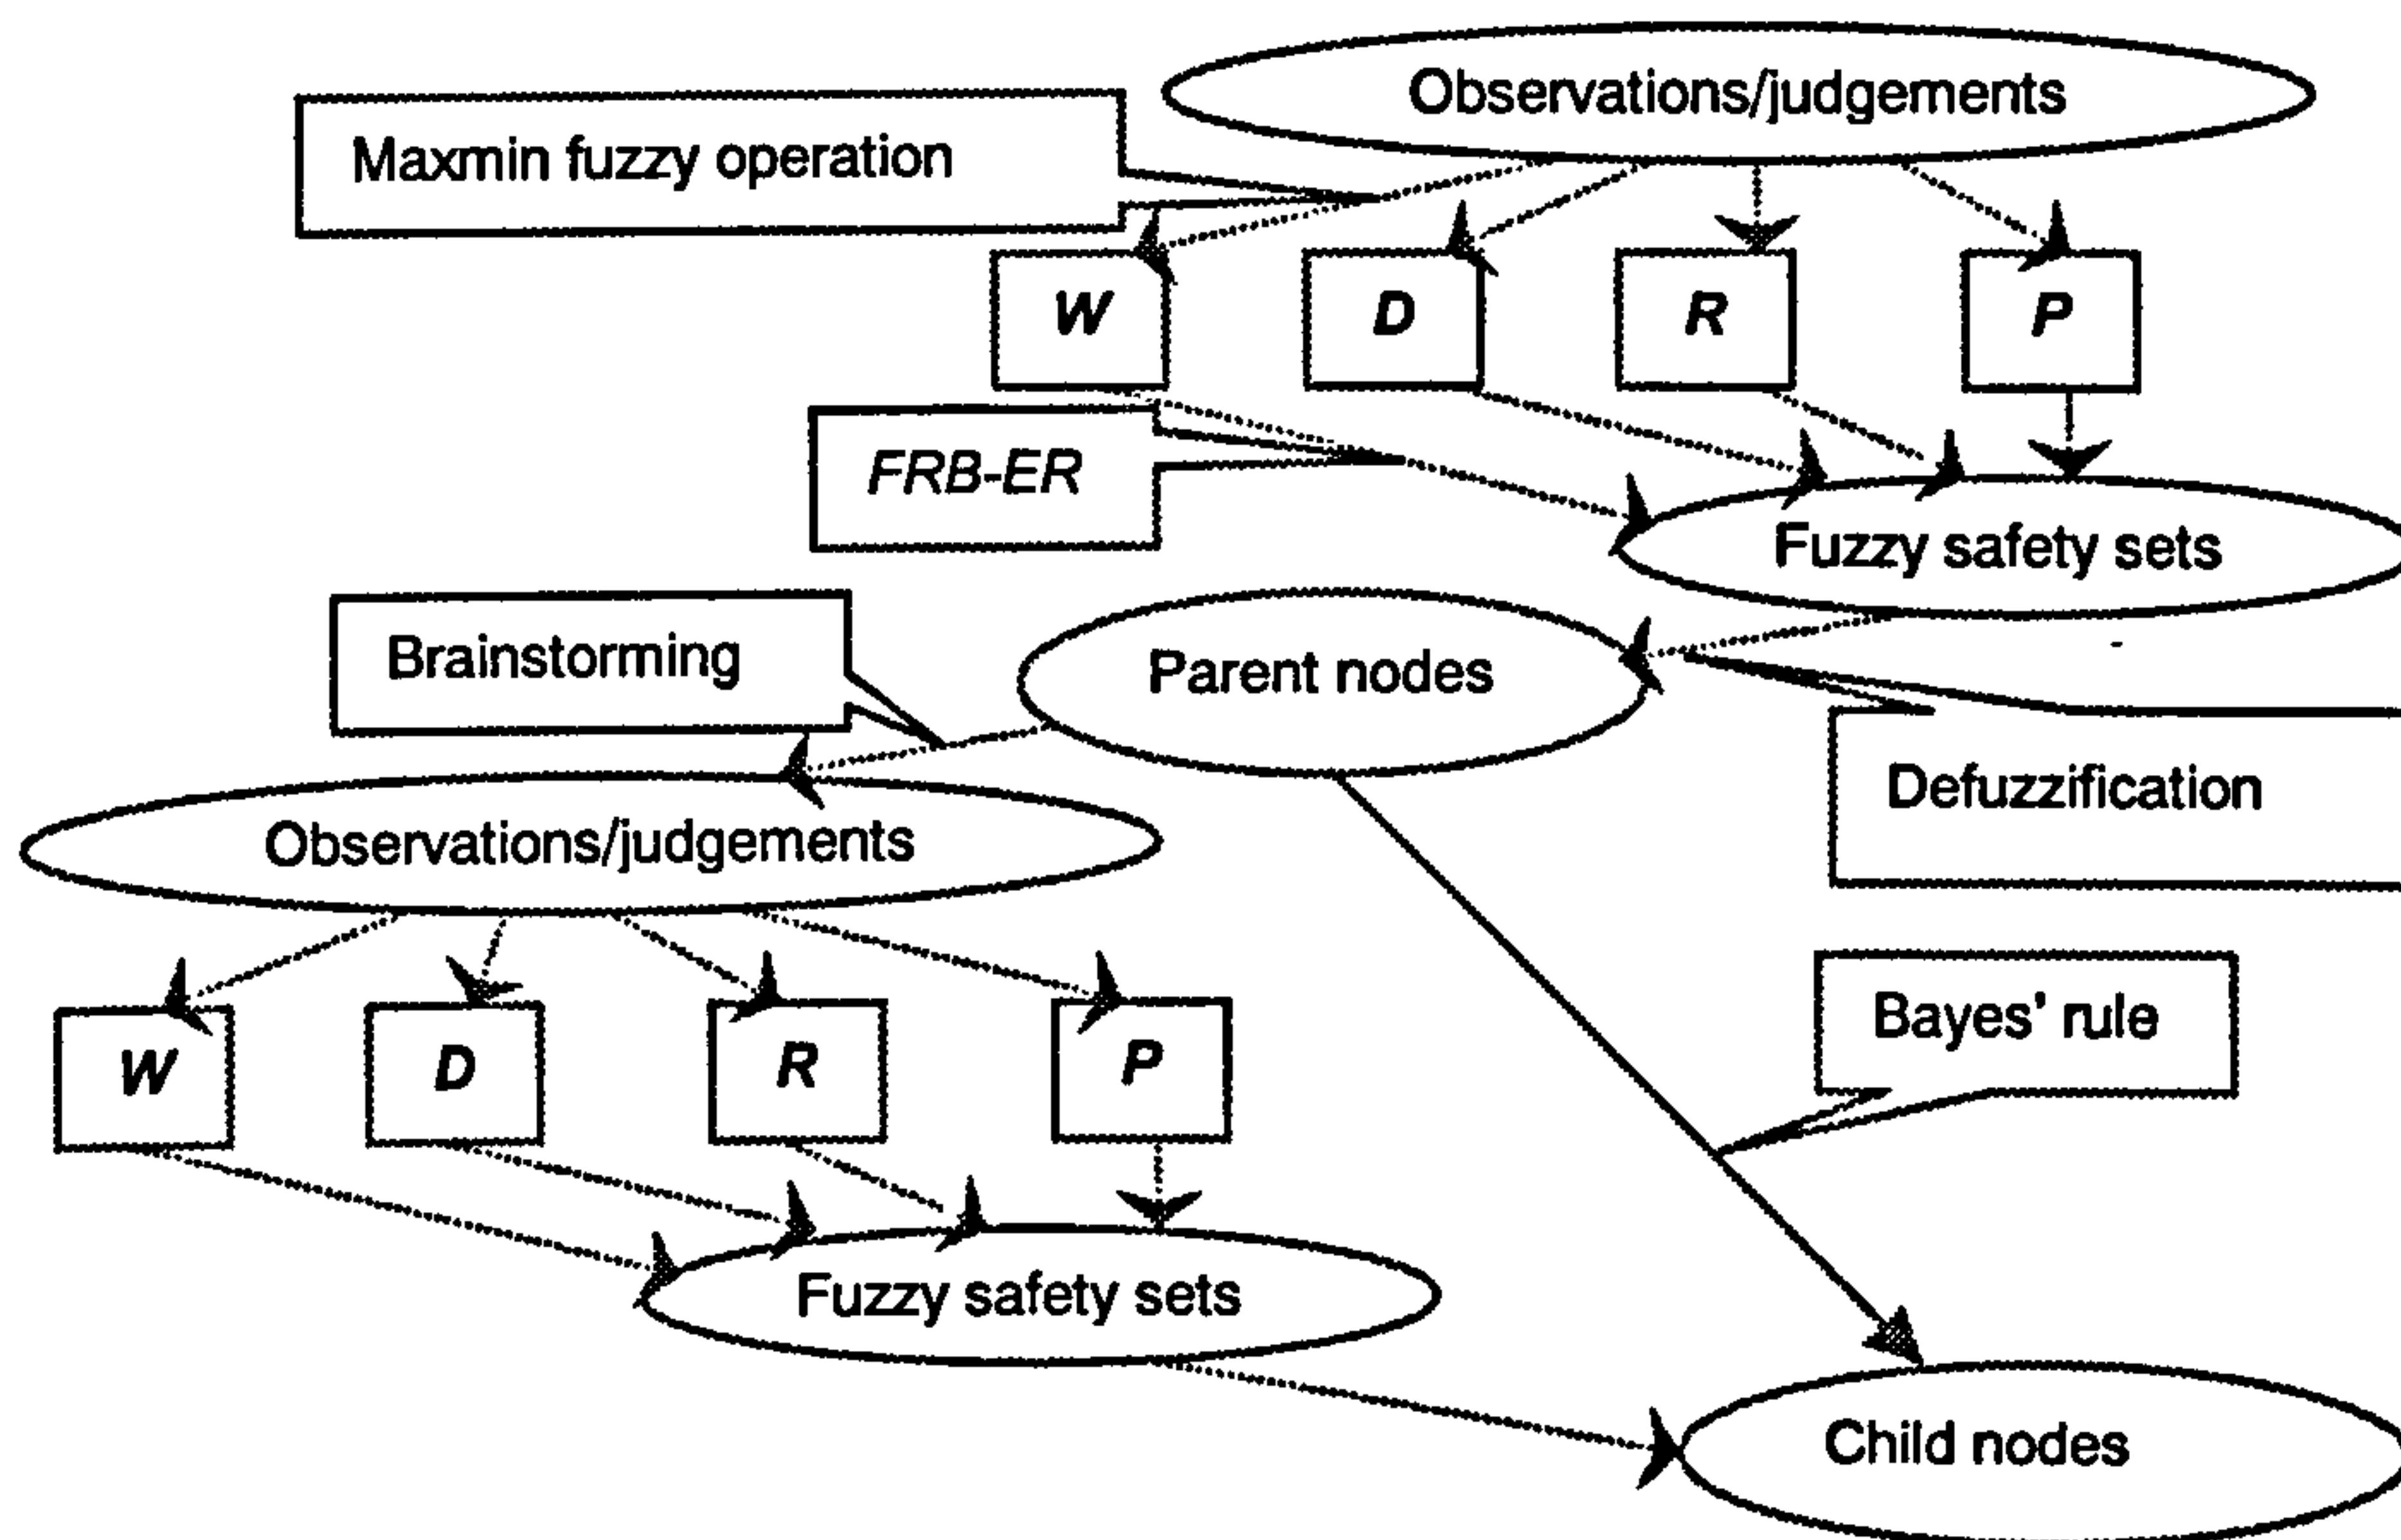 Observations/judgements
Maxmin fuzzy operation
W
D
R
P
FRB-ER
Fuzzy safety sets
Brainstorming
Parent nodes
Defuzzification
Observations/judgements
Bayes' rule
W
D
R
P
Fuzzy safety sets
Child nodes